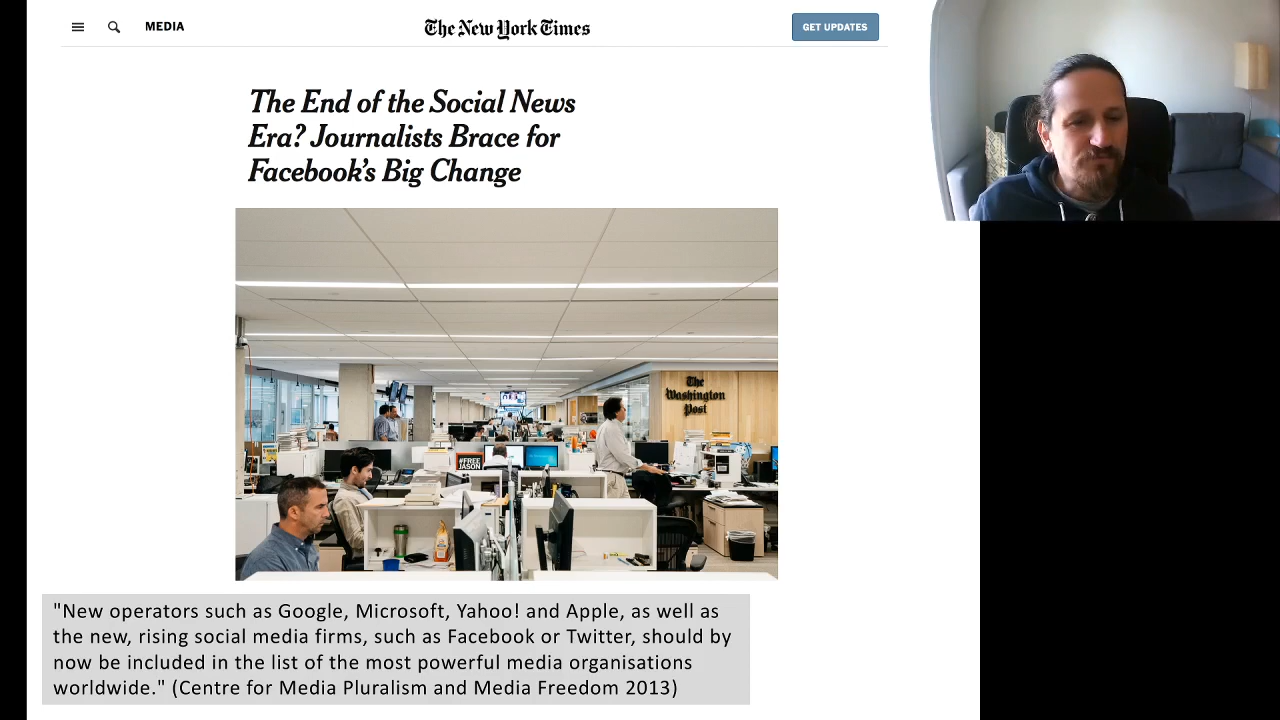 MEDIA
The New York Times
GET UPDATES
The End of the Social News
Era? Journalists Brace for
Facebook's Big Change
The
Washington
Post
#FREE
JASON
"New operators such as Google, Microsoft, Yahoo! and Apple, as well as
the new, rising social media firms, such as Facebook or Twitter, should by
now be included in the list of the most powerful media organisations
worldwide." (Centre for Media Pluralism and Media Freedom 2013)